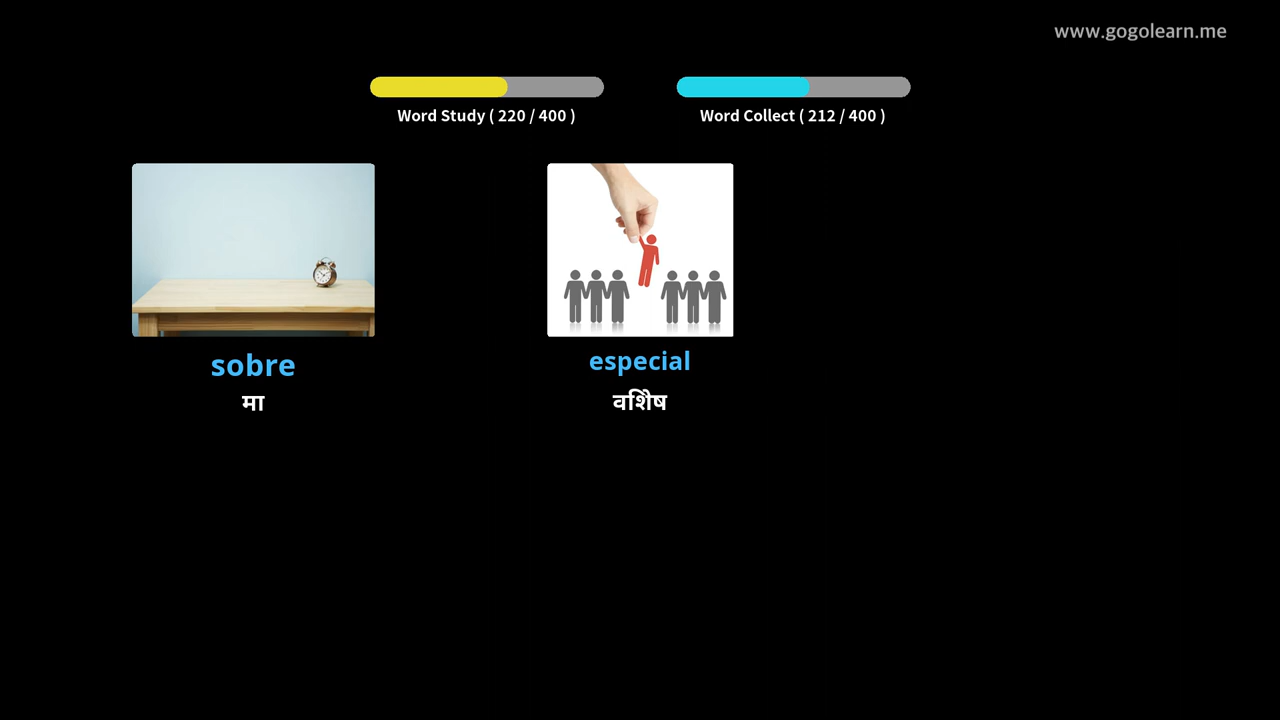 www.gogolearn.me
Word Study ( 220 / 400 )
Word Collect ( 212 / 400 )
sobre
मा
especial
वशिेष